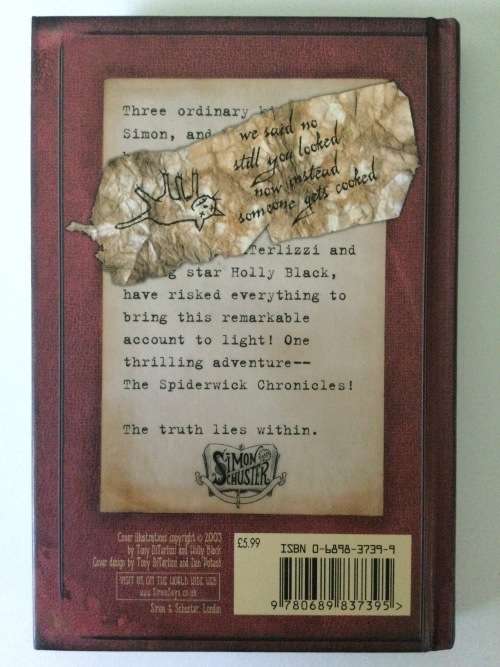 Three ordinary
Simon, and
we said no
still you looked
now instead
someone gets cooked
Terlizzi and
g star Holly Black,
have risked everything to
bring this remarkable
account to light! One
thrilling adventure--
The Spiderwick Chronicles!
The truth lies within.
SIMON AND SCHUSTER
Cover illustrations copyright © 2003
by Tony DiTerlizzi and Holly Black
Cover design by Tony DiTerlizzi and Dan Potash
VISIT US ON THE WORLD WIDE WEB
www.SimonSays.co.uk
Simon & Schuster, London
£5.99
ISBN 0-6898-3739-9
9 780689 837395 >